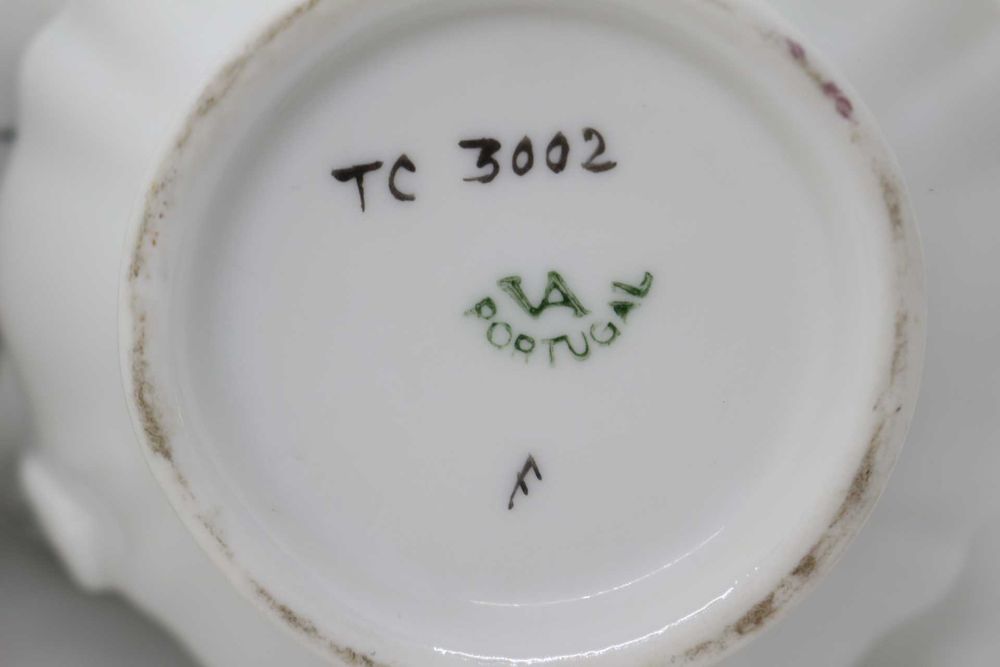 TC 3002
VA
PORTUGAL
F